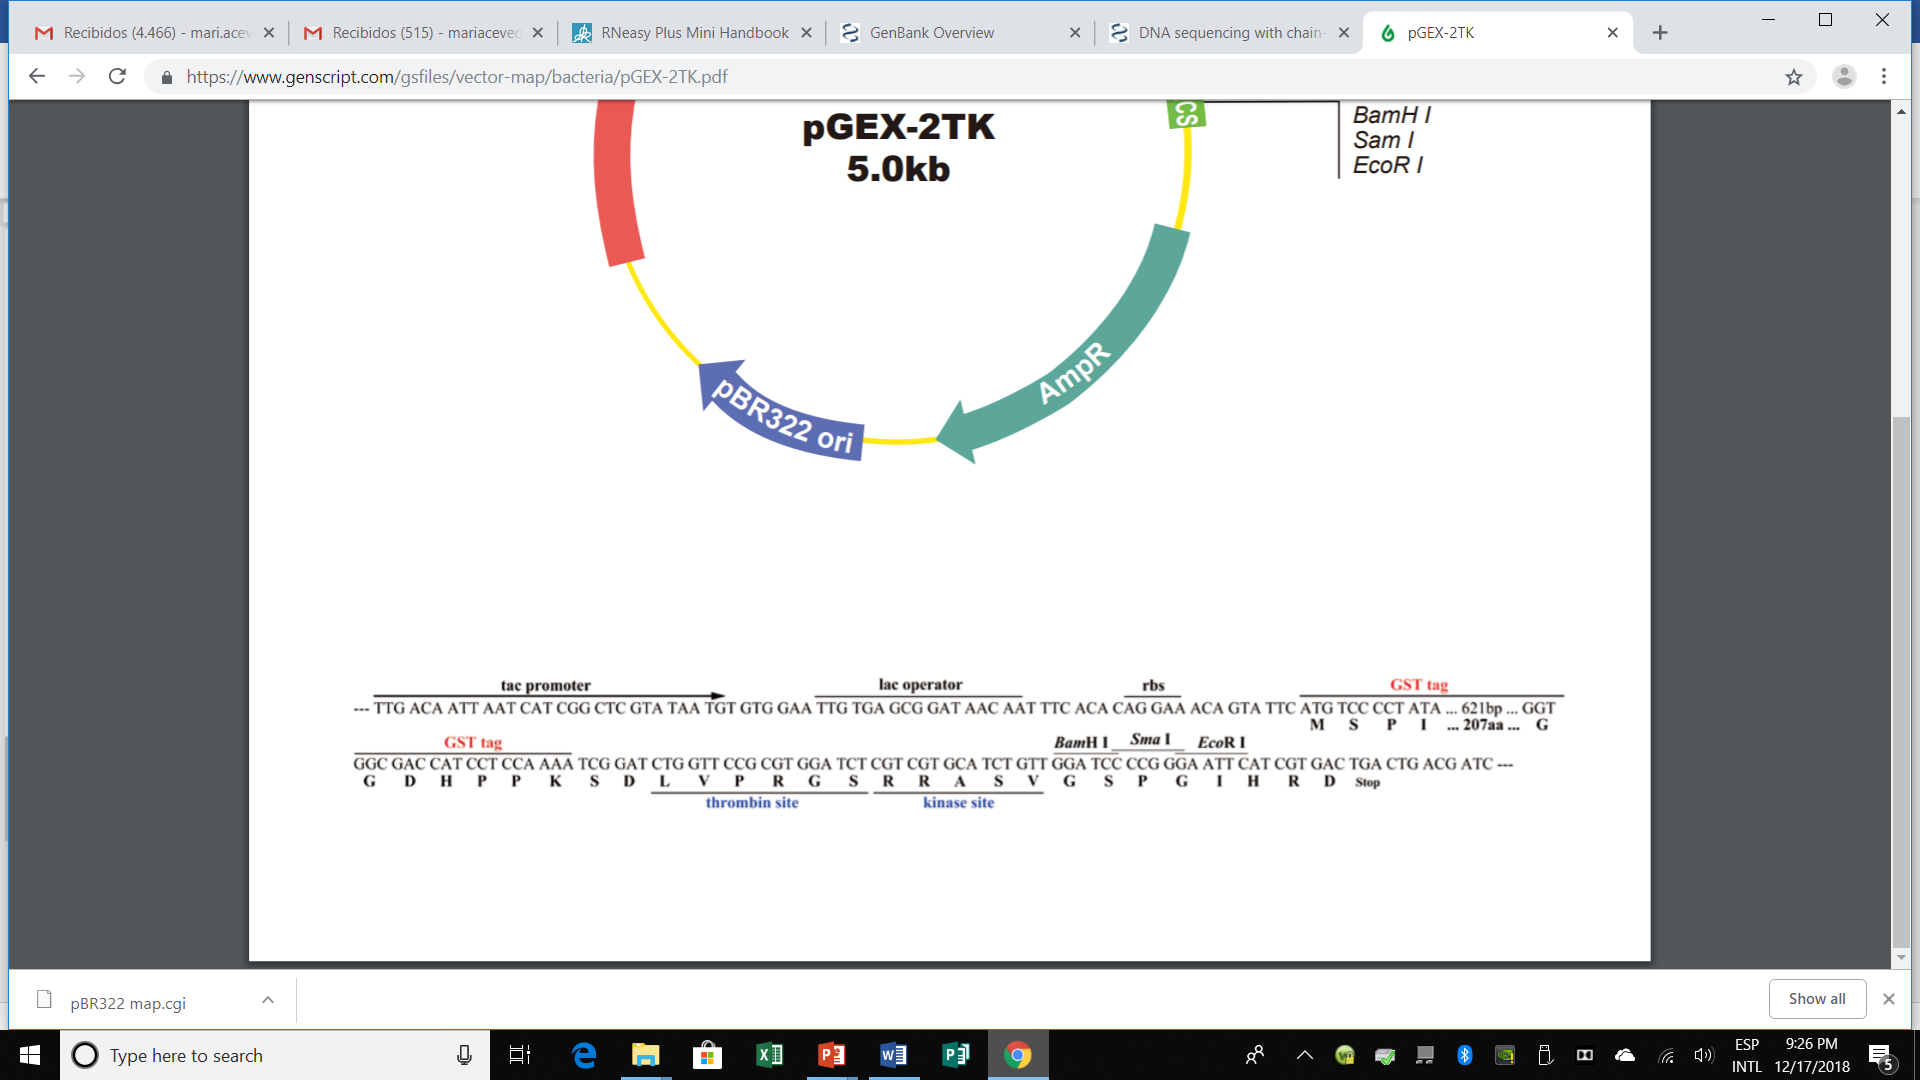 Recibidos (4.466) - mari.acev
Recibidos (515) - mariaceved
RNeasy Plus Mini Handbook
GenBank Overview
DNA sequencing with chain-
pGEX-2TK
https://www.genscript.com/gsfiles/vector-map/bacteria/pGEX-2TK.pdf
CS
BamH I
Sam I
EcoR I
pGEX-2TK
5.0kb
AmpR
pBR322 ori
tac promoter lac operator rbs GST tag
--- TTG ACA ATT AAT CAT CGG CTC GTA TAA TGT GTG GAA TTG TGA GCG GAT AAC AAT TTC ACA CAG GAA ACA GTA TTC ATG TCC CCT ATA ... 621bp ... GGT
M S P I ... 207aa ... G
GST tag BamH I Sma I EcoR I
GGC GAC CAT CCT CCA AAA TCG GAT CTG GTT CCG CGT GGA TCT CGT CGT GCA TCT GTT GGA TCC CCG GGA ATT CAT CGT GAC TGA CTG ACG ATC ---
G D H P P K S D L V P R G S R R A S V G S P G I H R D Stop
thrombin site kinase site
pBR322 map.cgi
Show all
Type here to search
ESP
INTL
9:26 PM
12/17/2018
5